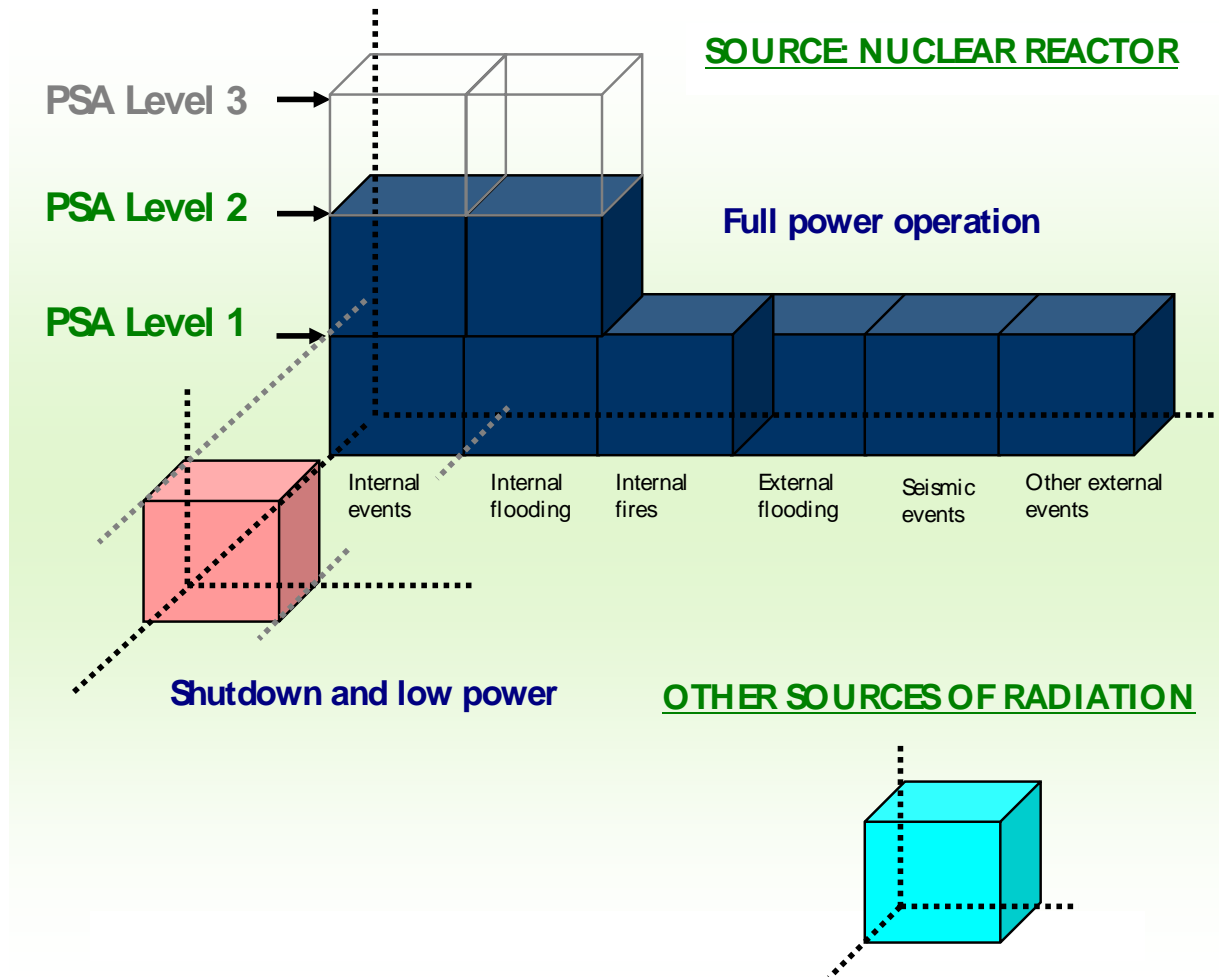 SOURCE: NUCLEAR REACTOR
PSA Level 3
PSA Level 2
Full power operation
PSA Level 1
Internal
events
Internal
flooding
Internal
fires
External
flooding
Seismic
events
Other external
events
Shutdown and low power
OTHER SOURCES OF RADIATION